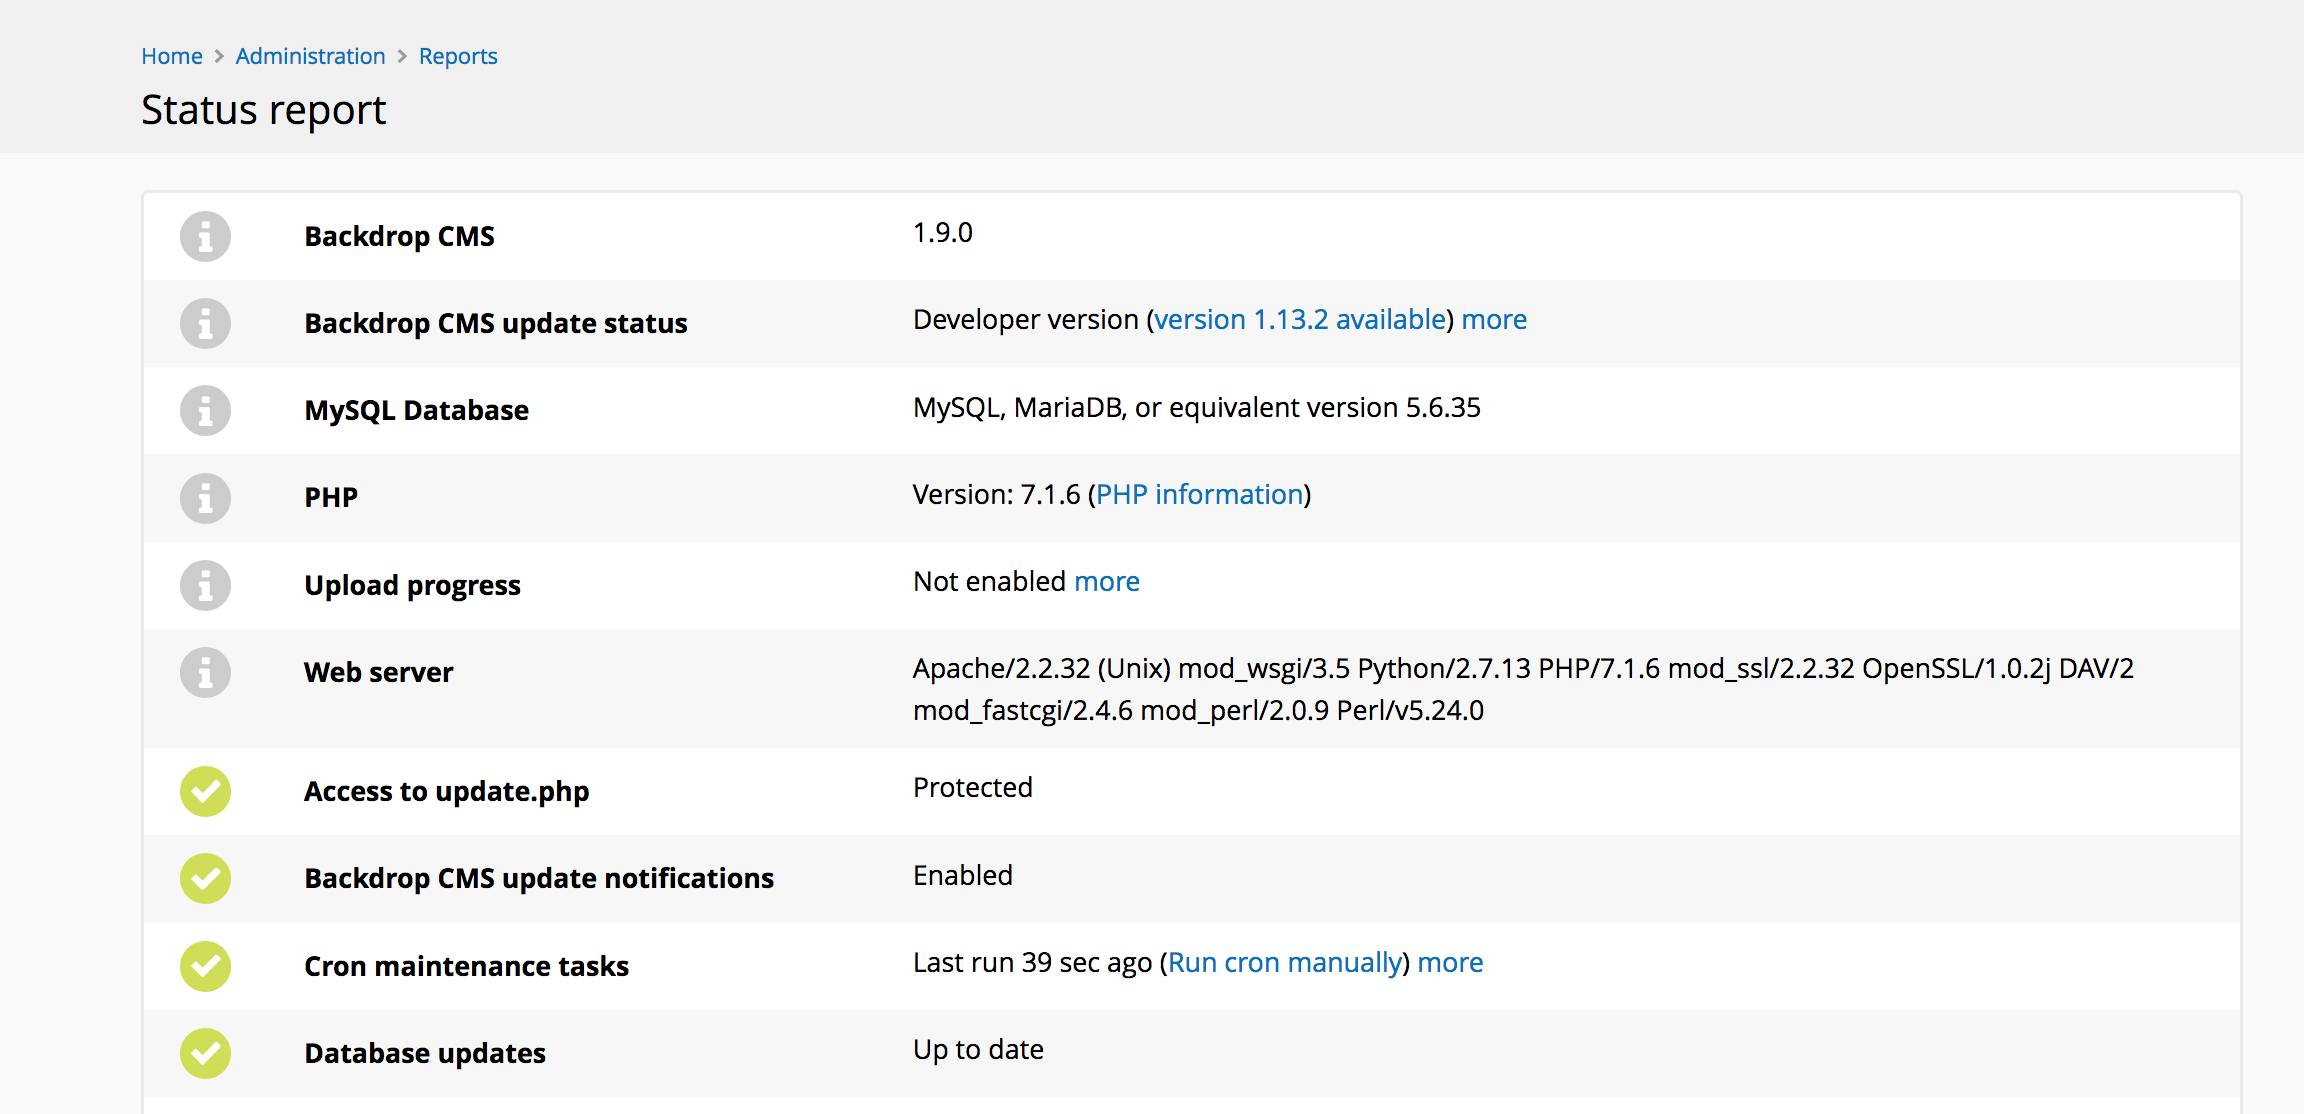 Home > Administration > Reports
Status report
Backdrop CMS 1.9.0
Backdrop CMS update status Developer version (version 1.13.2 available) more
MySQL Database MySQL, MariaDB, or equivalent version 5.6.35
PHP Version: 7.1.6 (PHP information)
Upload progress Not enabled more
Web server Apache/2.2.32 (Unix) mod_wsgi/3.5 Python/2.7.13 PHP/7.1.6 mod_ssl/2.2.32 OpenSSL/1.0.2j DAV/2
mod_fastcgi/2.4.6 mod_perl/2.0.9 Perl/v5.24.0
Access to update.php Protected
Backdrop CMS update notifications Enabled
Cron maintenance tasks Last run 39 sec ago (Run cron manually) more
Database updates Up to date